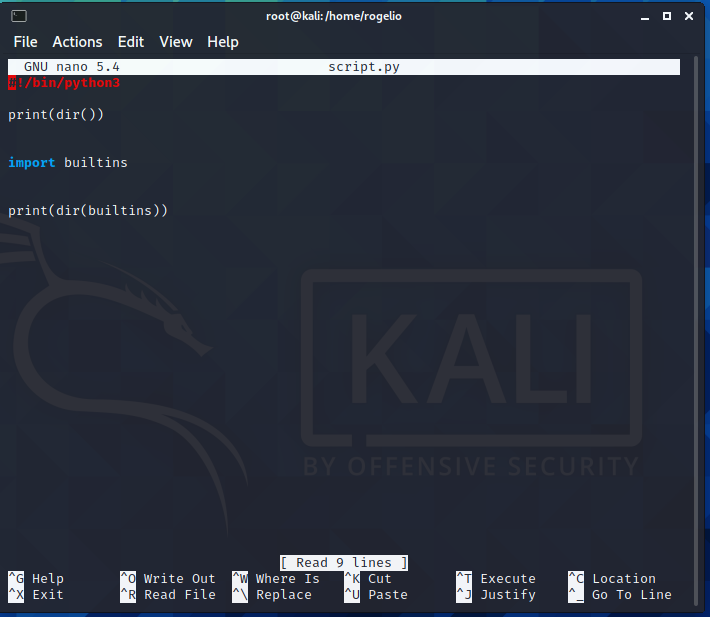 root@kali:/home/rogelio
File Actions Edit View Help
GNU nano 5.4 script.py
#!/bin/python3
print(dir())
import builtins
print(dir(builtins))
KALI
BY OFFENSIVE SECURITY
[ Read 9 lines ]
^G Help ^O Write Out ^W Where Is ^K Cut ^T Execute ^C Location
^X Exit ^R Read File ^\ Replace ^U Paste ^J Justify ^_ Go To Line